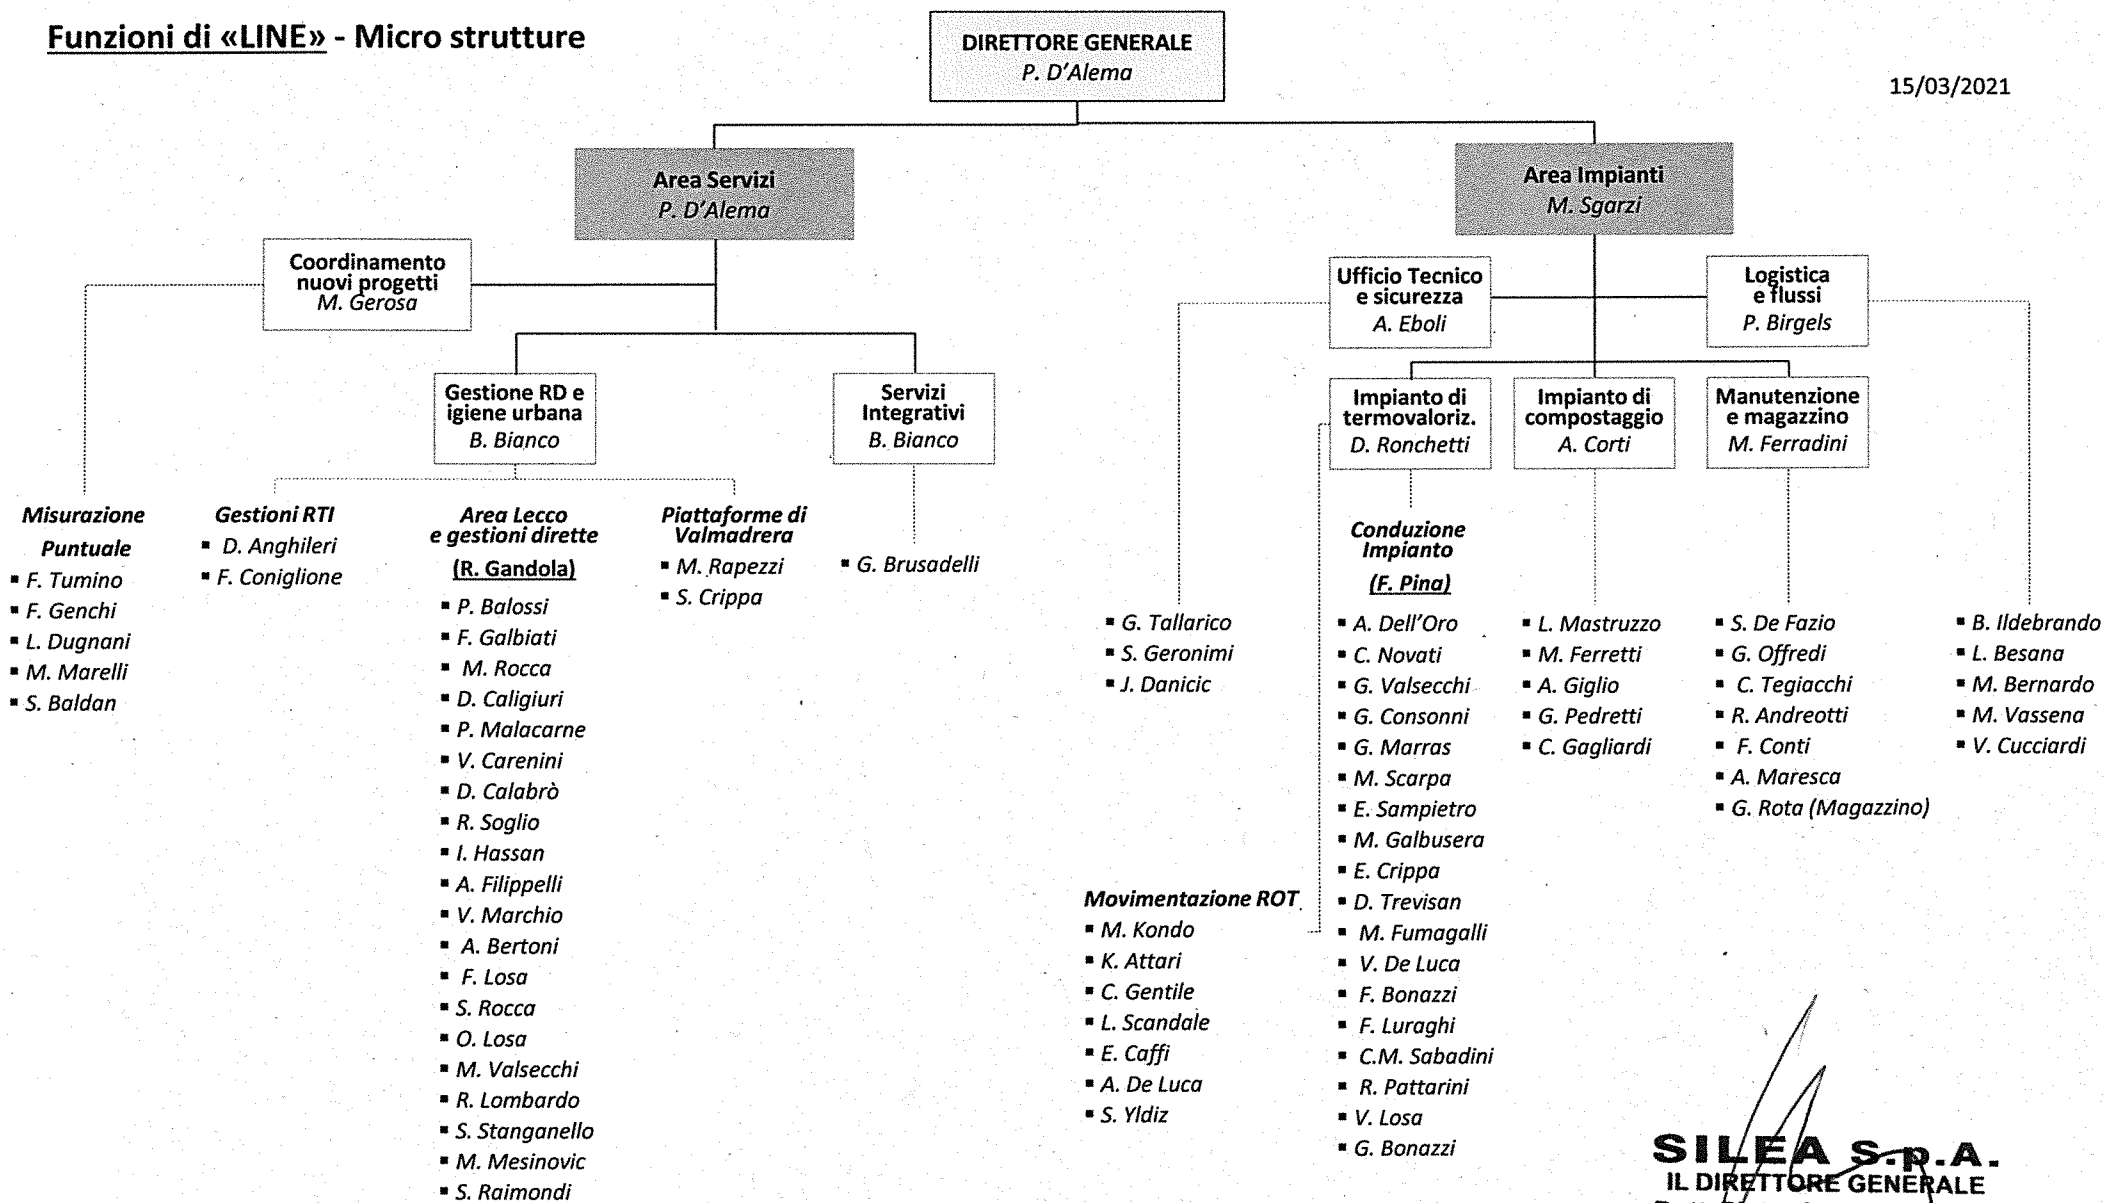 Funzioni di «LINE» - Micro strutture
DIRETTORE GENERALE
P. D'Alema
15/03/2021
Area Servizi
P. D'Alema
Area Impianti
M. Sgarzi
Coordinamento
nuovi progetti
M. Gerosa
Ufficio Tecnico
e sicurezza
A. Eboli
Logistica
e flussi
P. Birgels
Gestione RD e
igiene urbana
B. Bianco
Servizi
Integrativi
B. Bianco
Impianto di
termovaloriz.
D. Ronchetti
Impianto di
compostaggio
A. Corti
Manutenzione
e magazzino
M. Ferradini
Misurazione
Puntuale
▪ F. Tumino
▪ F. Genchi
▪ L. Dugnani
▪ M. Marelli
▪ S. Baldan
Gestioni RTI
▪ D. Anghileri
▪ F. Coniglione
Area Lecco
e gestioni dirette
(R. Gandola)
▪ P. Balossi
▪ F. Galbiati
▪ M. Rocca
▪ D. Caligiuri
▪ P. Malacarne
▪ V. Carenini
▪ D. Calabrò
▪ R. Soglio
▪ I. Hassan
▪ A. Filippelli
▪ V. Marchio
▪ A. Bertoni
▪ F. Losa
▪ S. Rocca
▪ O. Losa
▪ M. Valsecchi
▪ R. Lombardo
▪ S. Stanganello
▪ M. Mesinovic
▪ S. Raimondi
Piattaforme di
Valmadrera
▪ M. Rapezzi
▪ S. Crippa
▪ G. Brusadelli
▪ G. Tallarico
▪ S. Geronimi
▪ J. Danicic
Movimentazione ROT
▪ M. Kondo
▪ K. Attari
▪ C. Gentile
▪ L. Scandale
▪ E. Caffi
▪ A. De Luca
▪ S. Yldiz
Conduzione
Impianto
(F. Pina)
▪ A. Dell'Oro
▪ C. Novati
▪ G. Valsecchi
▪ G. Consonni
▪ G. Marras
▪ M. Scarpa
▪ E. Sampietro
▪ M. Galbusera
▪ E. Crippa
▪ D. Trevisan
▪ M. Fumagalli
▪ V. De Luca
▪ F. Bonazzi
▪ F. Luraghi
▪ C.M. Sabadini
▪ R. Pattarini
▪ V. Losa
▪ G. Bonazzi
▪ L. Mastruzzo
▪ M. Ferretti
▪ A. Giglio
▪ G. Pedretti
▪ C. Gagliardi
▪ S. De Fazio
▪ G. Offredi
▪ C. Tegiacchi
▪ R. Andreotti
▪ F. Conti
▪ A. Maresca
▪ G. Rota (Magazzino)
▪ B. Ildebrando
▪ L. Besana
▪ M. Bernardo
▪ M. Vassena
▪ V. Cucciardi
SILEA S.p.A.
IL DIRETTORE GENERALE